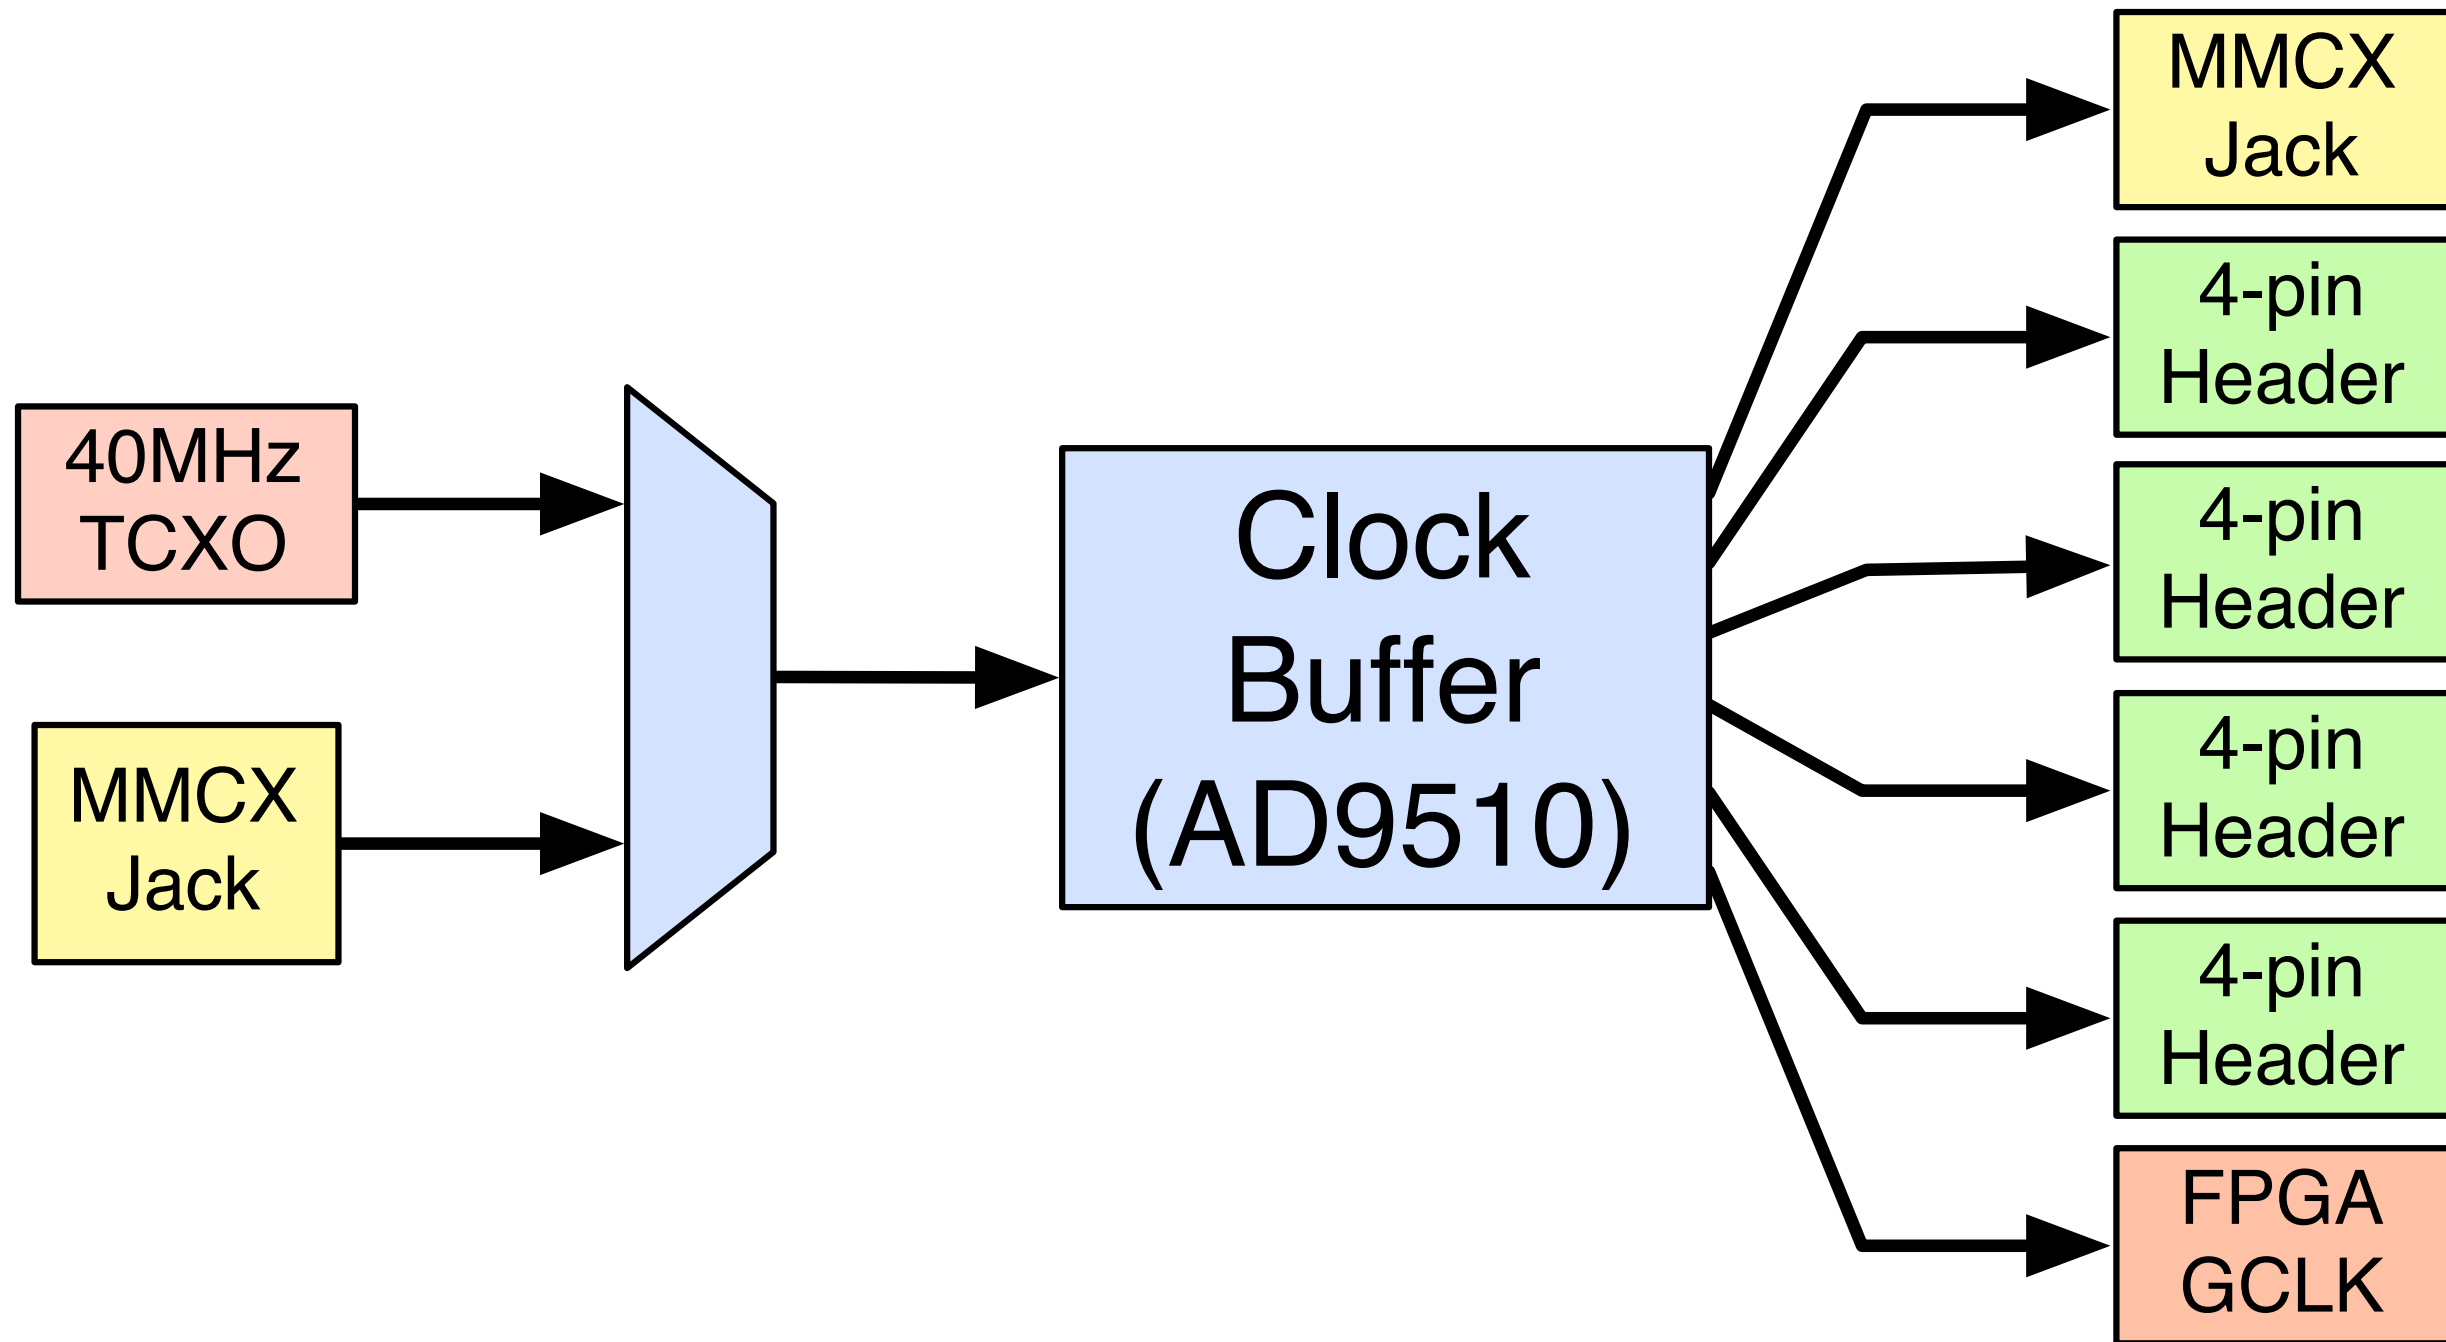 40MHz
TCXO
MMCX
Jack
Clock
Buffer
(AD9510)
MMCX
Jack
4-pin
Header
4-pin
Header
4-pin
Header
4-pin
Header
FPGA
GCLK